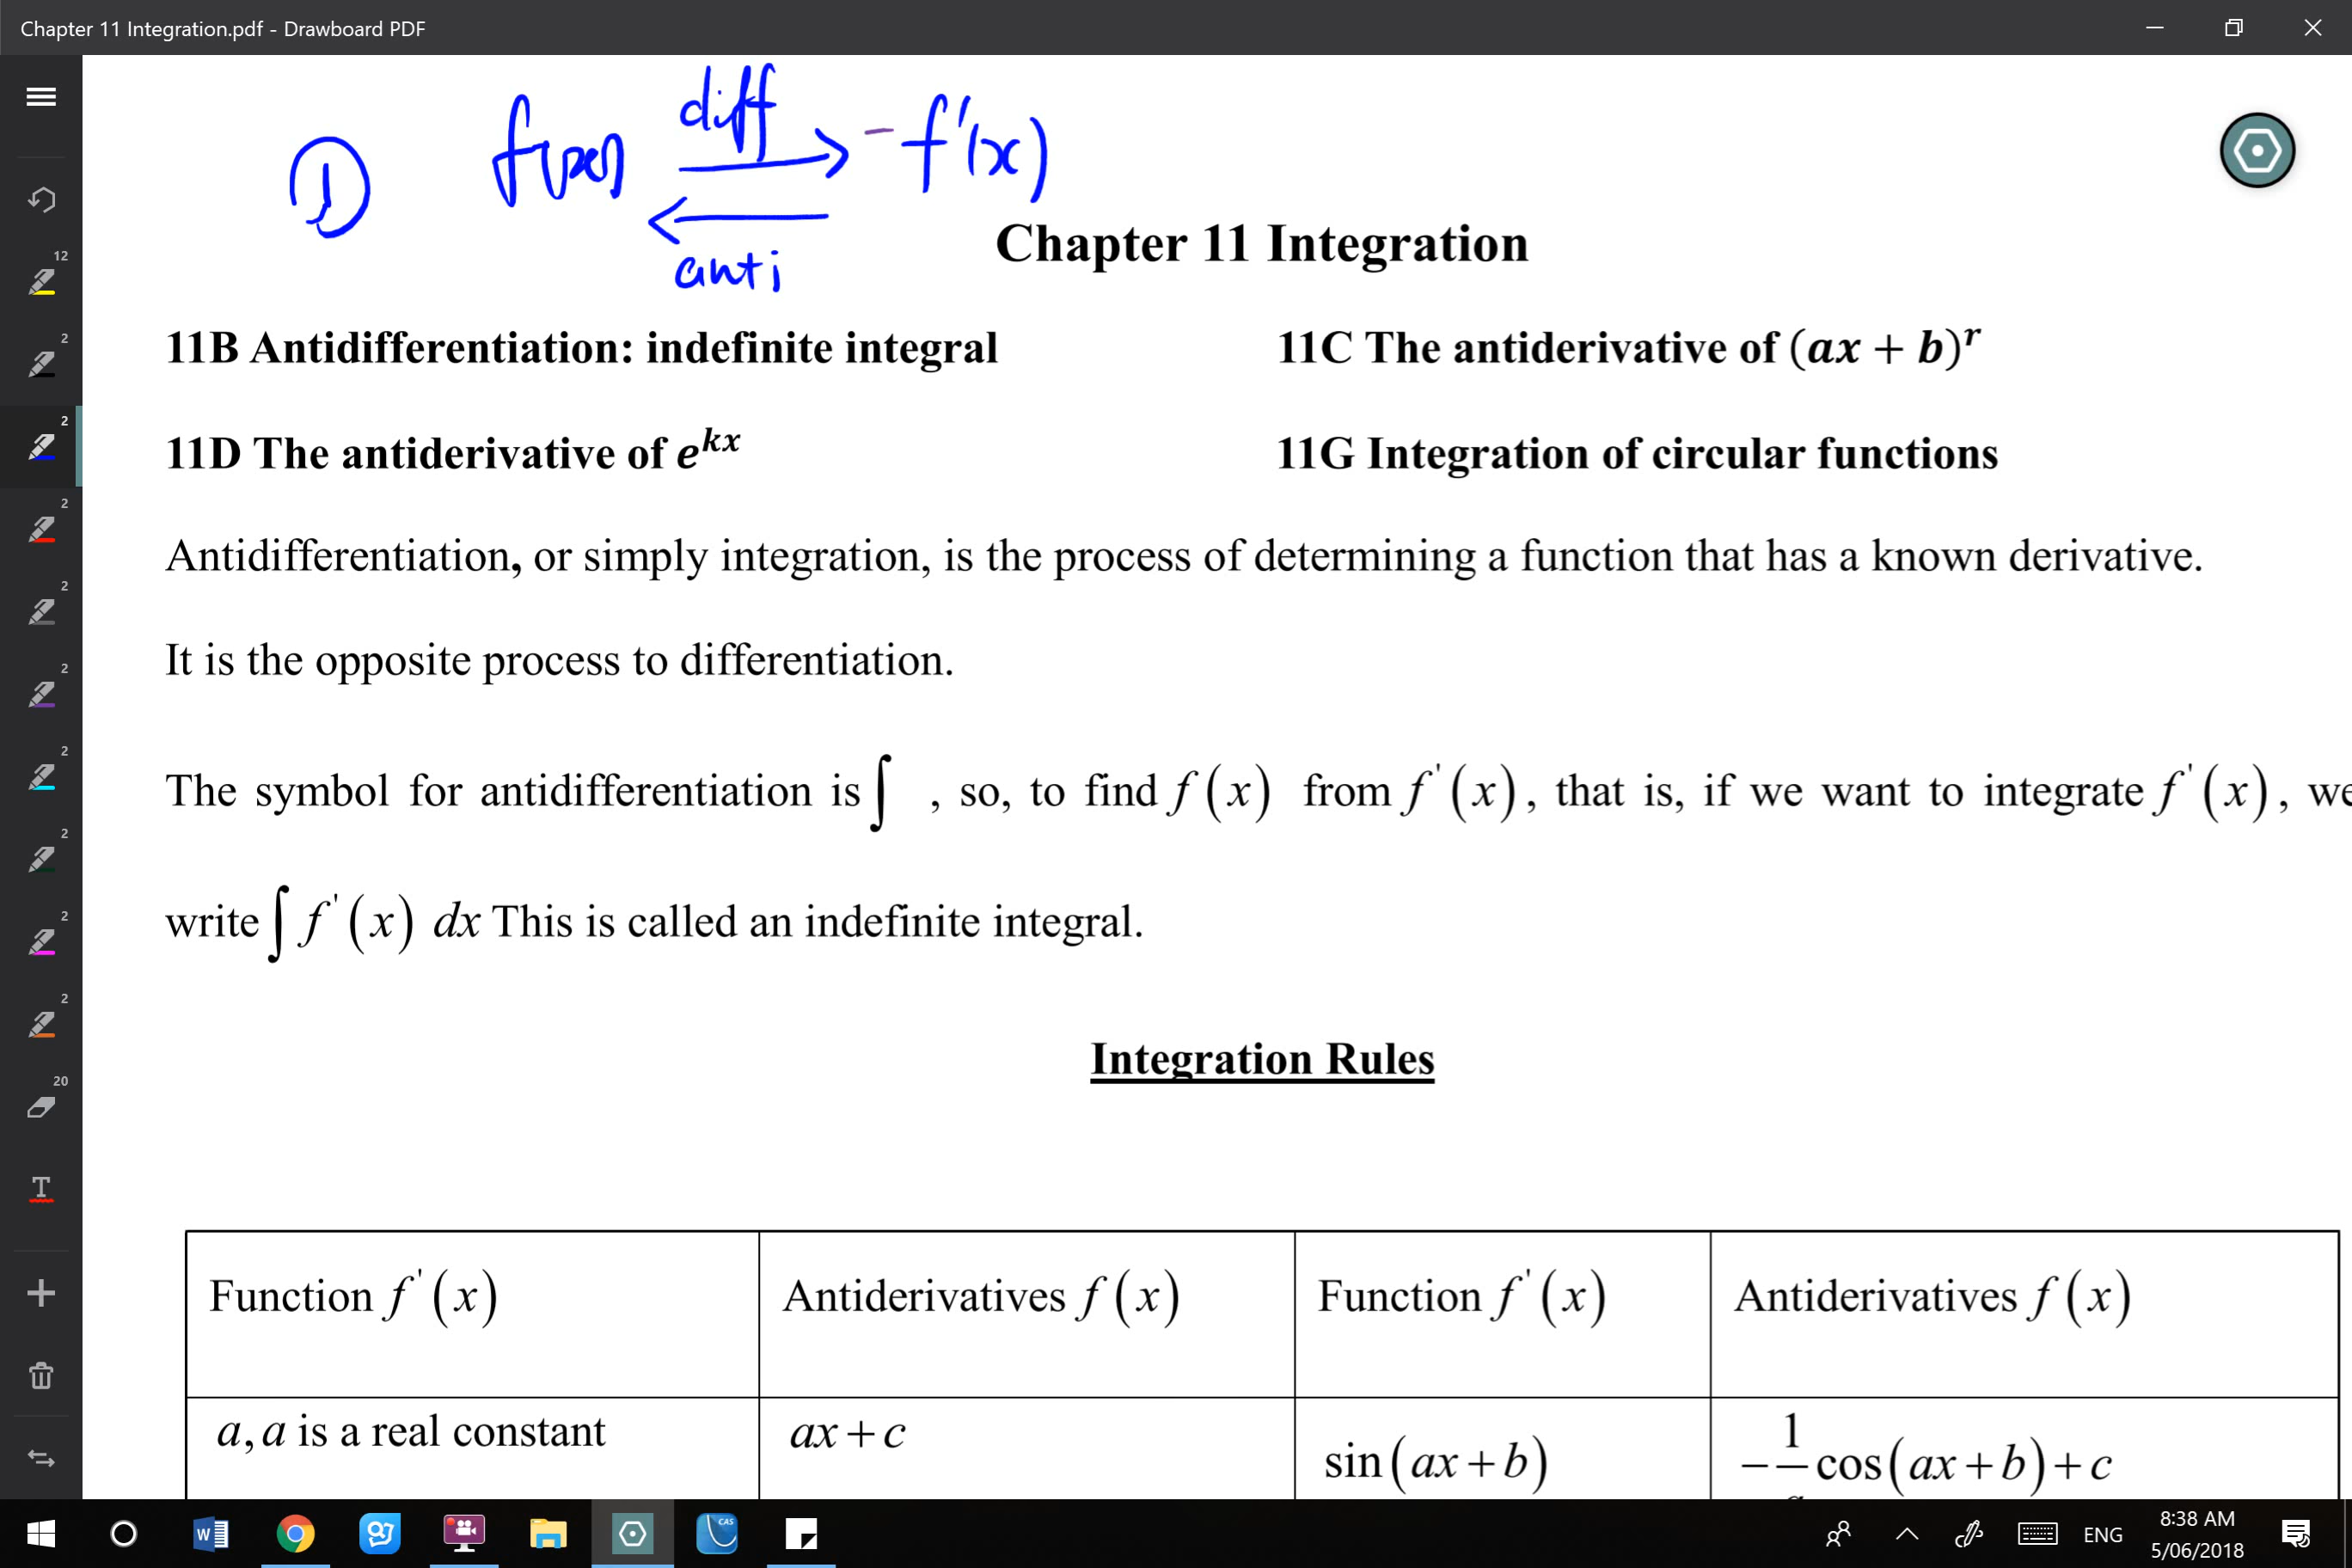 Chapter 11 Integration.pdf - Drawboard PDF
① f(x) diff → f'(x)
← anti
Chapter 11 Integration
11B Antidifferentiation: indefinite integral 11C The antiderivative of (ax + b)^r
11D The antiderivative of e^{kx} 11G Integration of circular functions
Antidifferentiation, or simply integration, is the process of determining a function that has a known derivative.
It is the opposite process to differentiation.
The symbol for antidifferentiation is ∫ , so, to find f(x) from f'(x), that is, if we want to integrate f'(x), we
write ∫ f'(x) dx This is called an indefinite integral.
Integration Rules
Function f'(x) Antiderivatives f(x) Function f'(x) Antiderivatives f(x)
a, a is a real constant ax + c sin(ax + b) -1/a cos(ax + b) + c
12
2
2
2
2
2
2
2
2
2
20
T
W
CAS
ENG
8:38 AM
5/06/2018